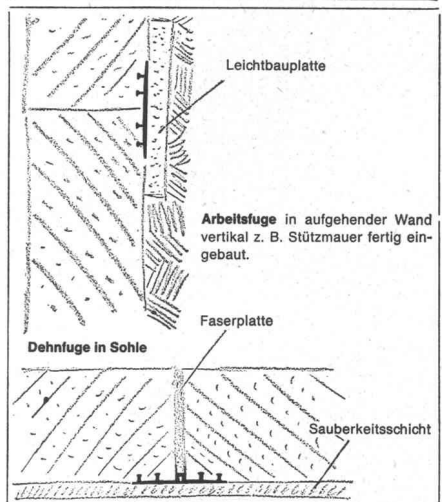 Leichtbauplatte
Arbeitsfuge in aufgehender Wand
vertikal z. B. Stützmauer fertig ein-
gebaut.
Faserplatte
Dehnfuge in Sohle
Sauberkeitsschicht